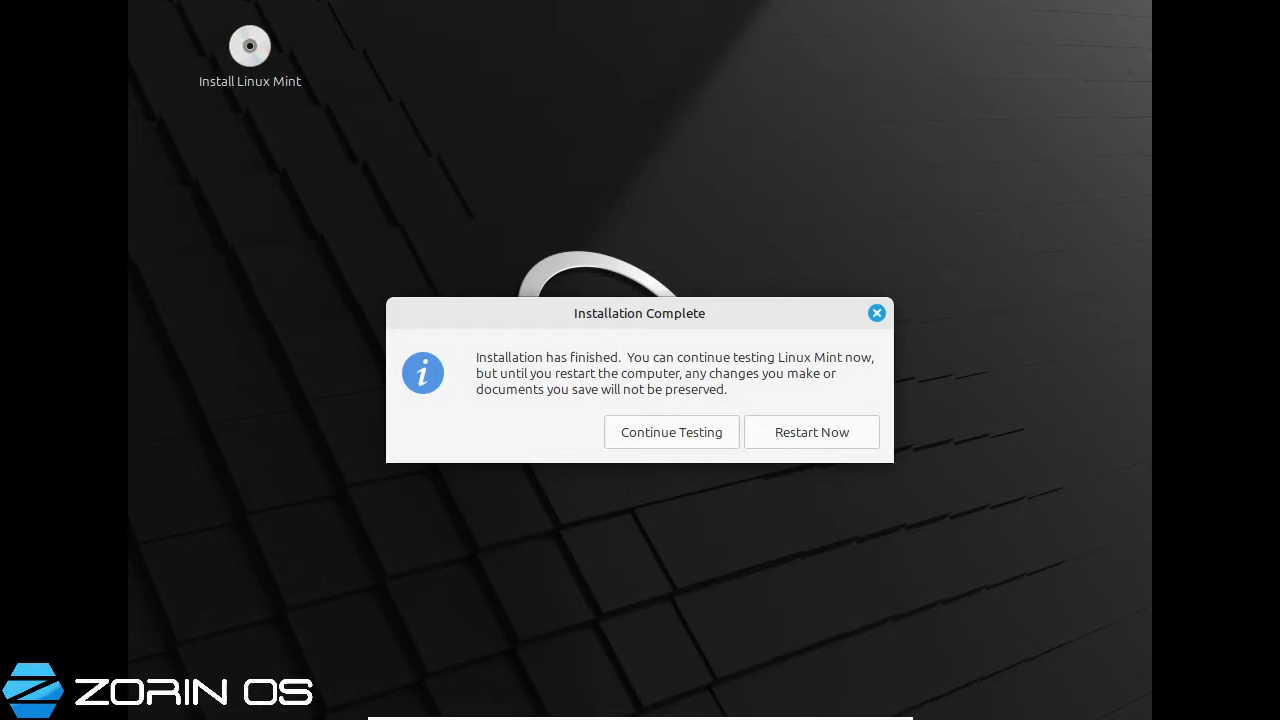 Install Linux Mint
Installation Complete
Installation has finished.  You can continue testing Linux Mint now,
but until you restart the computer, any changes you make or
documents you save will not be preserved.
Continue Testing
Restart Now
ZORIN OS